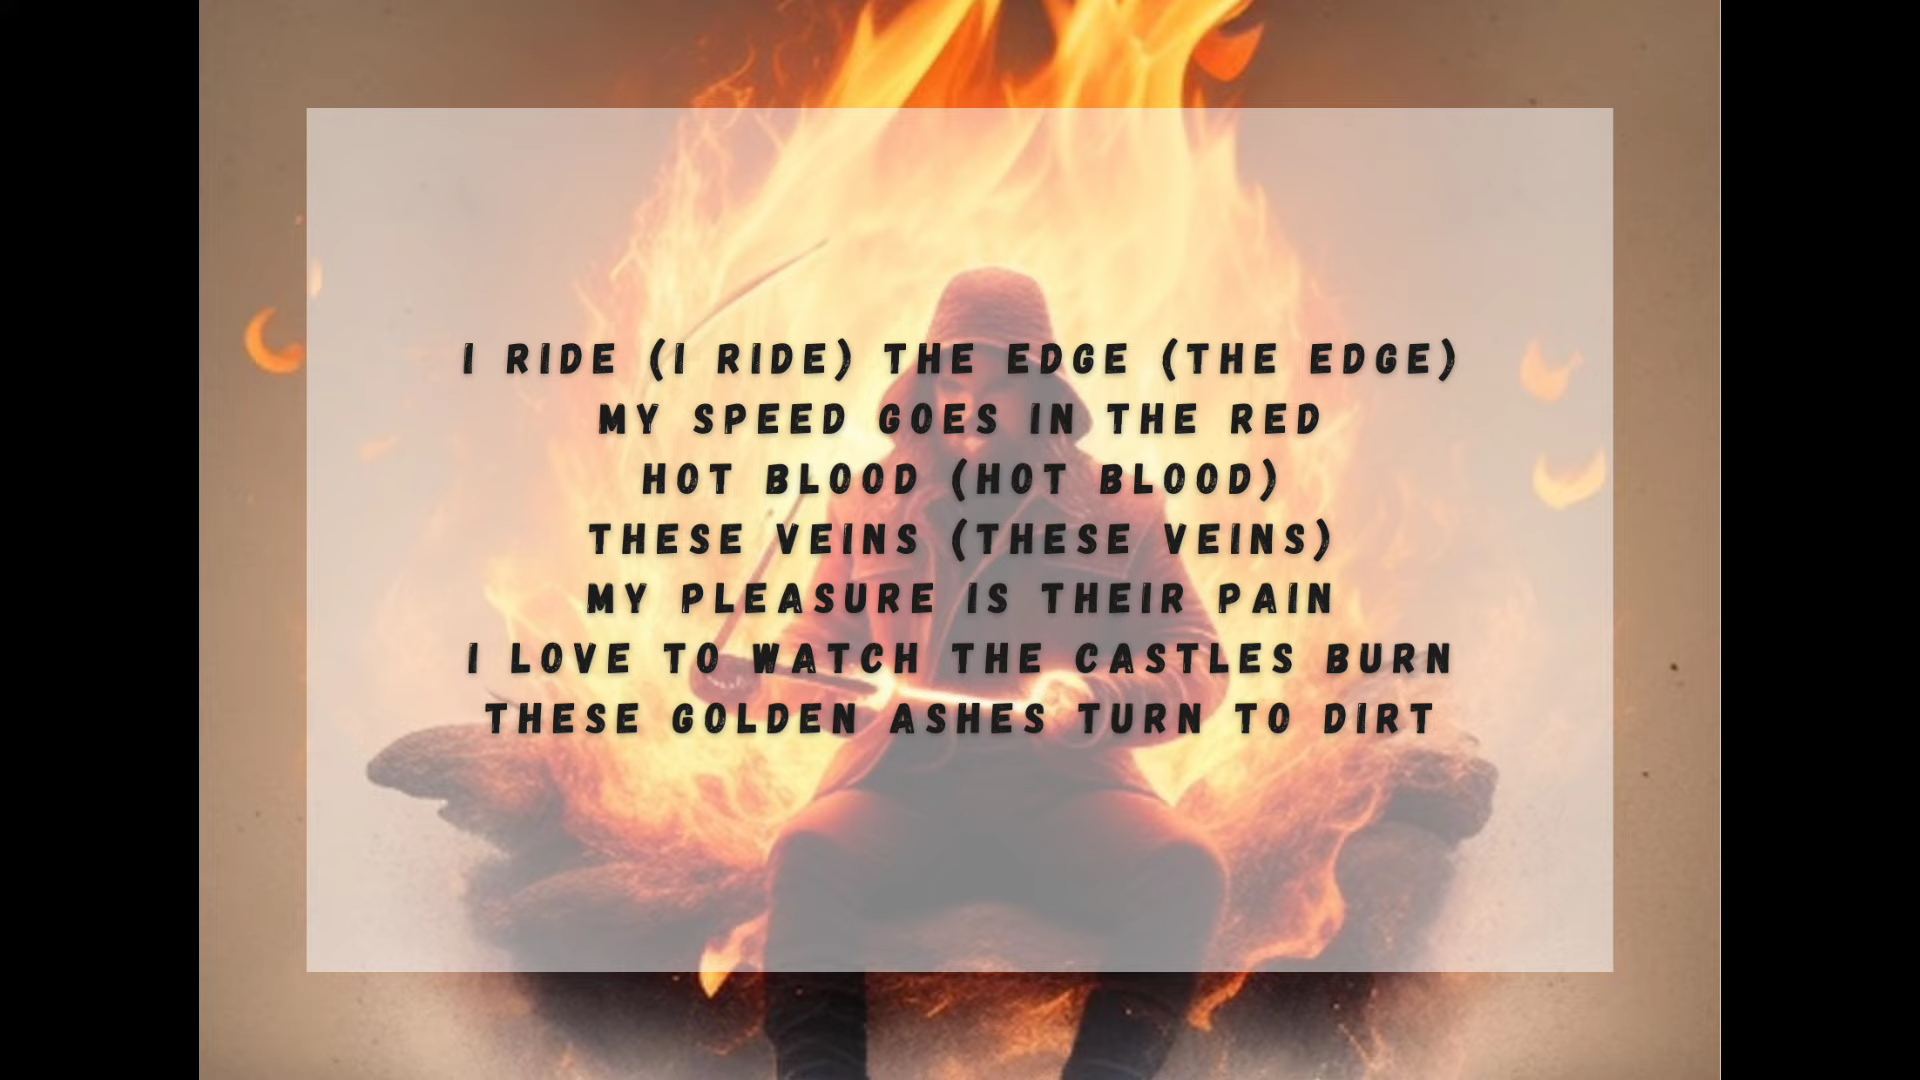 I RIDE (I RIDE) THE EDGE (THE EDGE)
MY SPEED GOES IN THE RED
HOT BLOOD (HOT BLOOD)
THESE VEINS (THESE VEINS)
MY PLEASURE IS THEIR PAIN
I LOVE TO WATCH THE CASTLES BURN
THESE GOLDEN ASHES TURN TO DIRT